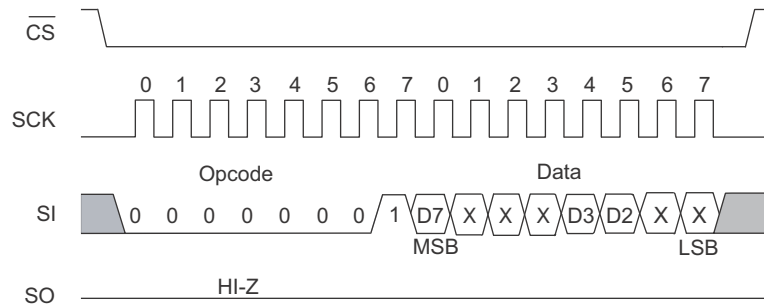 CS
0 1 2 3 4 5 6 7 0 1 2 3 4 5 6 7
SCK
Opcode Data
SI 0 0 0 0 0 0 0 1 D7 X X X D3 D2 X X
MSB LSB
HI-Z
SO